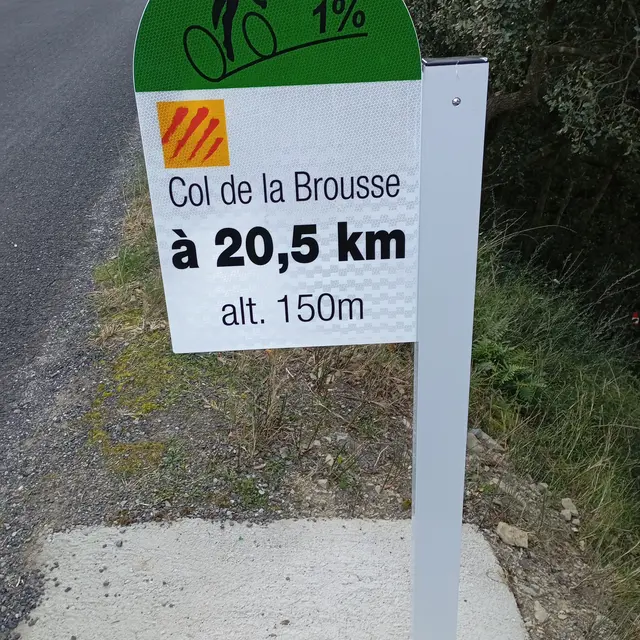 1%
Col de la Brousse
à 20,5 km
alt. 150m